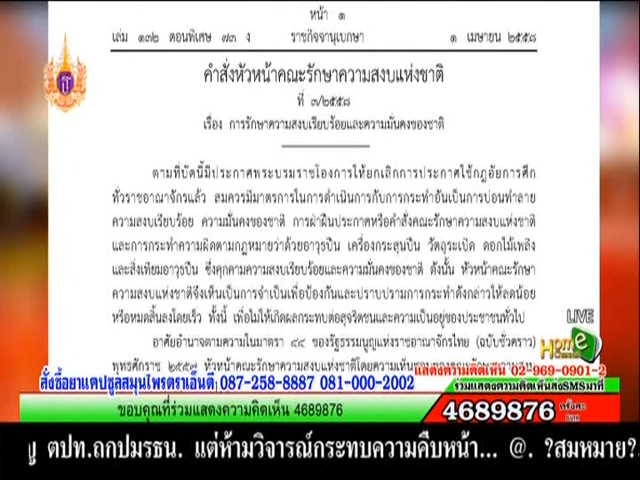 หน้า ๑
เล่ม ๑๓๒ ตอนพิเศษ ๗๓ ง ราชกิจจานุเบกษา ๑ เมษายน ๒๕๕๘
คำสั่งหัวหน้าคณะรักษาความสงบแห่งชาติ
ที่ ๓/๒๕๕๘
เรื่อง การรักษาความสงบเรียบร้อยและความมั่นคงของชาติ
ตามที่บัดนี้มีประกาศพระบรมราชโองการให้ยกเลิกการประกาศใช้กฎอัยการศึก
ทั่วราชอาณาจักรแล้ว สมควรมีมาตรการในการดำเนินการกับการกระทำอันเป็นการบ่อนทำลาย
ความสงบเรียบร้อย ความมั่นคงของชาติ การฝ่าฝืนประกาศหรือคำสั่งคณะรักษาความสงบแห่งชาติ
และการกระทำความผิดตามกฎหมายว่าด้วยอาวุธปืน เครื่องกระสุนปืน วัตถุระเบิด ดอกไม้เพลิง
และสิ่งเทียมอาวุธปืน ซึ่งคุกคามความสงบเรียบร้อยและความมั่นคงของชาติ ดังนั้น หัวหน้าคณะรักษา
ความสงบแห่งชาติจึงเห็นเป็นการจำเป็นเพื่อป้องกันและปราบปรามการกระทำดังกล่าวให้ลดน้อย
หรือหมดสิ้นลงโดยเร็ว ทั้งนี้ เพื่อไม่ให้เกิดผลกระทบต่อสุจริตชนและความเป็นอยู่ของประชาชนทั่วไป
อาศัยอำนาจตามความในมาตรา ๔๔ ของรัฐธรรมนูญแห่งราชอาณาจักรไทย (ฉบับชั่วคราว)
พุทธศักราช ๒๕๕๗ หัวหน้าคณะรักษาความสงบแห่งชาติโดยความเห็นชอบของคณะรักษาความสงบ
LIVE
Home
Channel
สั่งซื้อยาแคปซูลสมุนไพรตราเอ็นดี 087-258-8887 081-000-2002
แสดงความคิดเห็น 02-969-0901-2
ร่วมแสดงความคิดเห็นส่งSMSมาที่
ขอบคุณที่ร่วมแสดงความคิดเห็น 4689876
4689876 ครั้งละ
ญ ตปท.ถกปมรธน. แต่ห้ามวิจารณ์กระทบความคืบหน้า... @. ?สมหมาย?